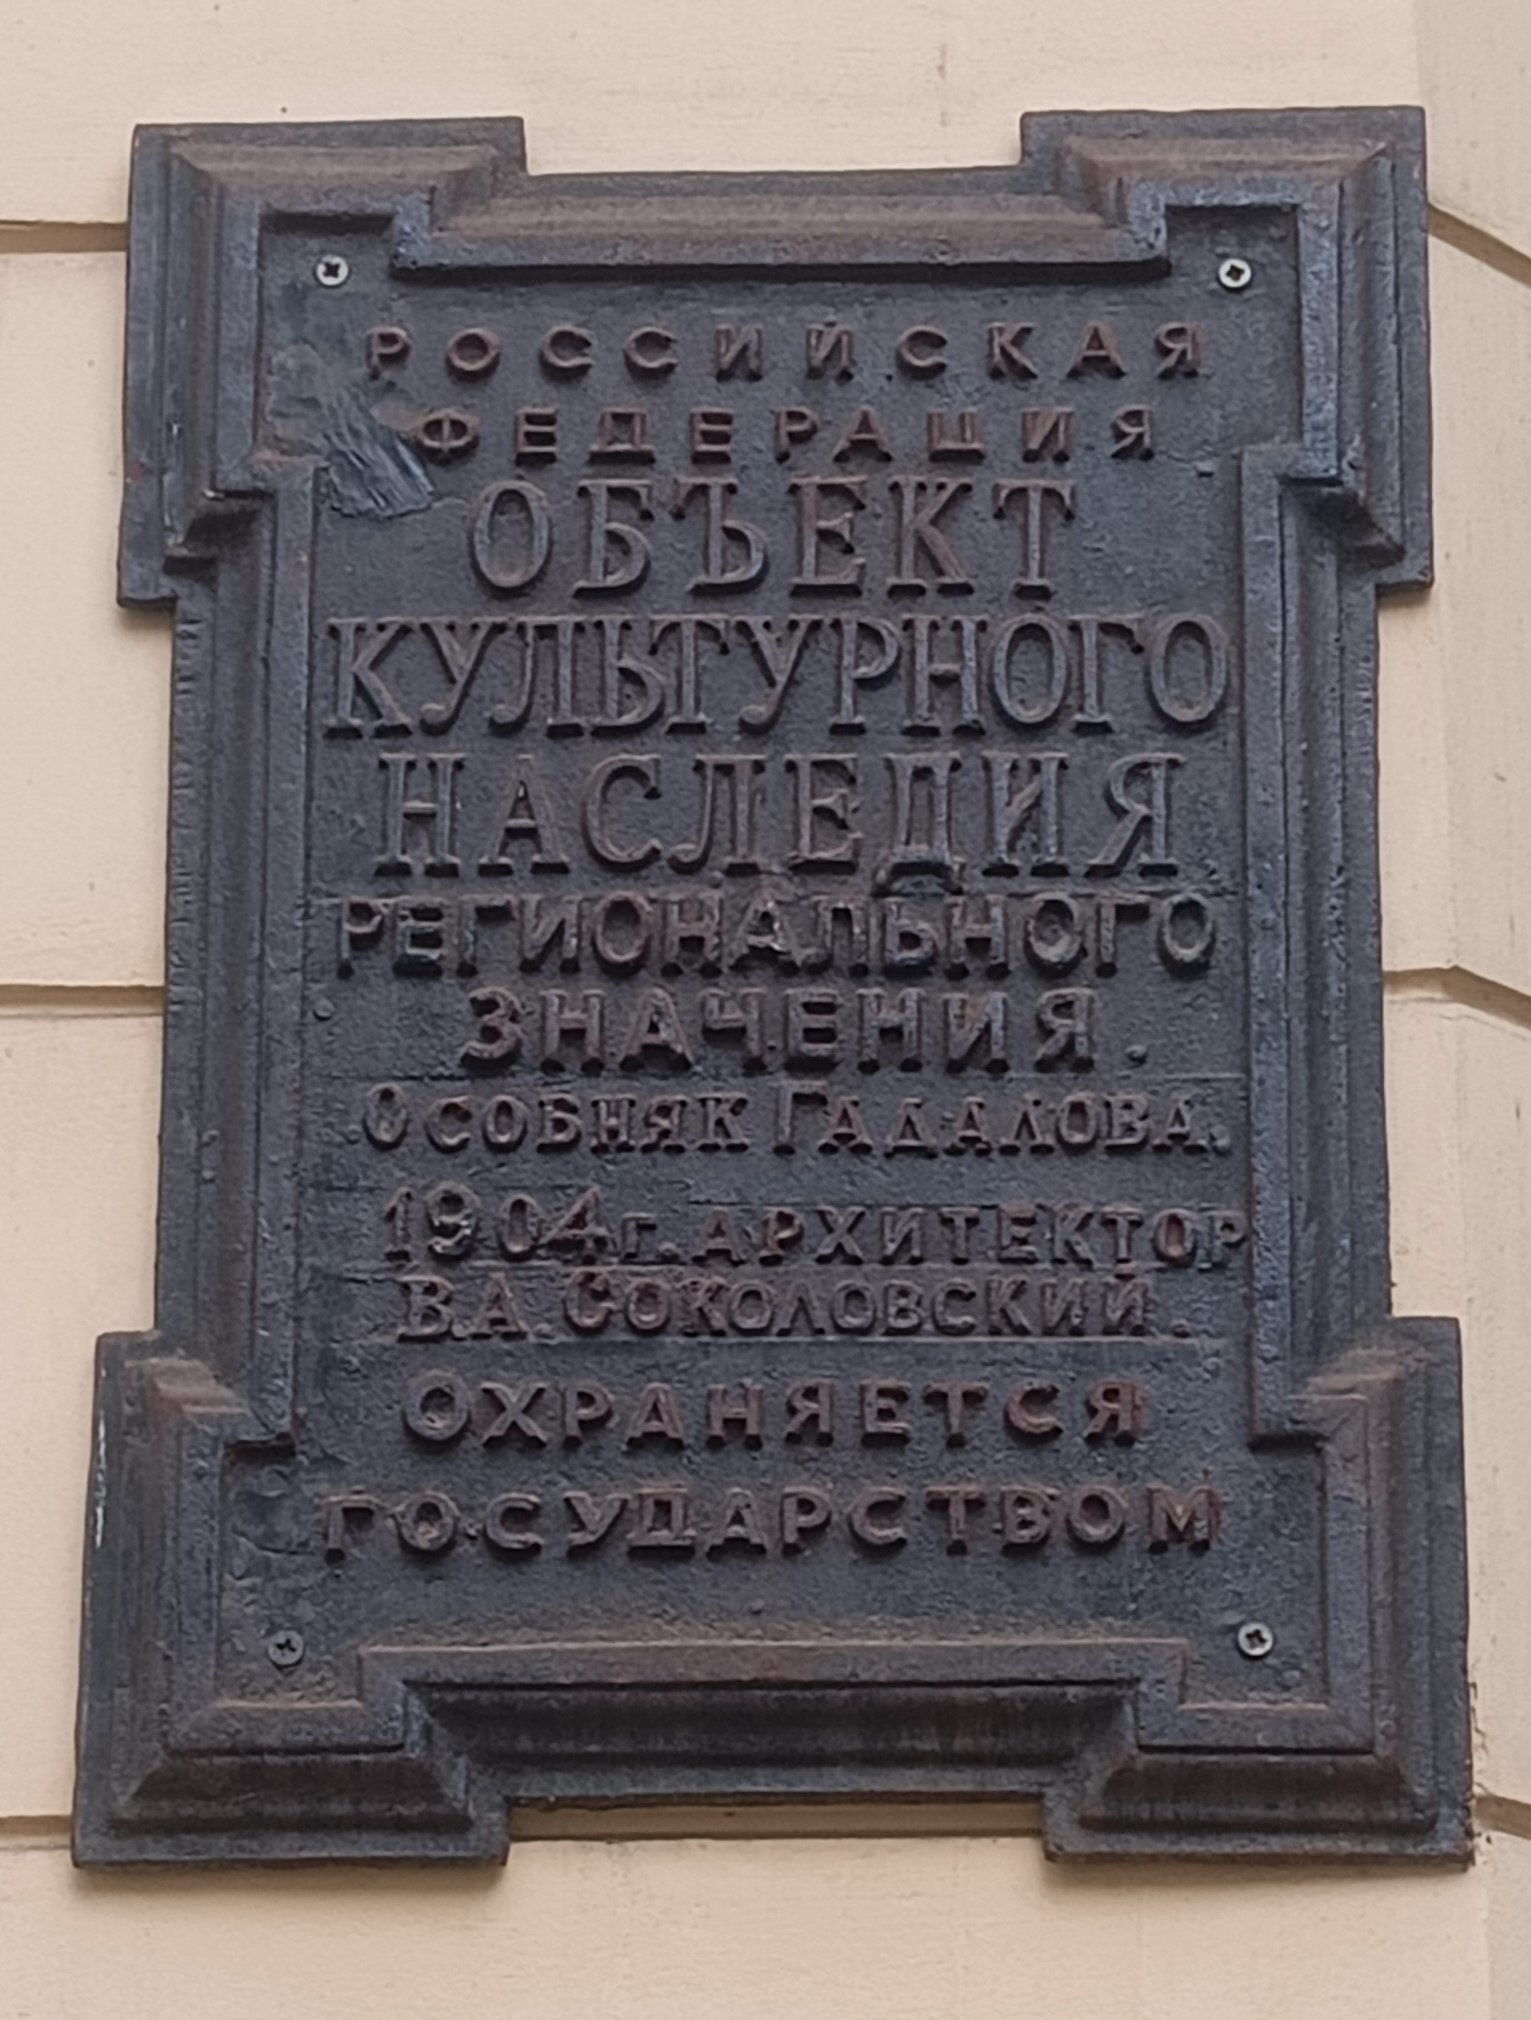 РОССИЙСКАЯ
ФЕДЕРАЦИЯ
ОБЪЕКТ
КУЛЬТУРНОГО
НАСЛЕДИЯ
РЕГИОНАЛЬНОГО
ЗНАЧЕНИЯ.
ОСОБНЯК ГАДАЛОВА.
1904г. АРХИТЕКТОР
В.А. СОКОЛОВСКИЙ.
ОХРАНЯЕТСЯ
ГОСУДАРСТВОМ